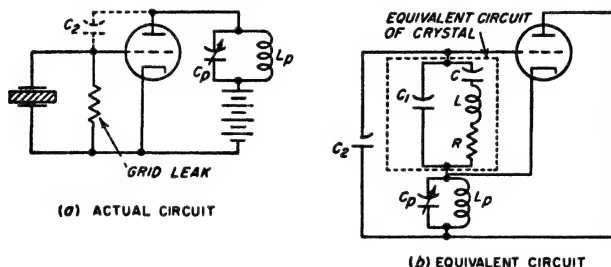 C2
Cp
Lp
GRID LEAK
(a) ACTUAL CIRCUIT
EQUIVALENT CIRCUIT
OF CRYSTAL
C
C1
L
R
C2
Cp
Lp
(b) EQUIVALENT CIRCUIT